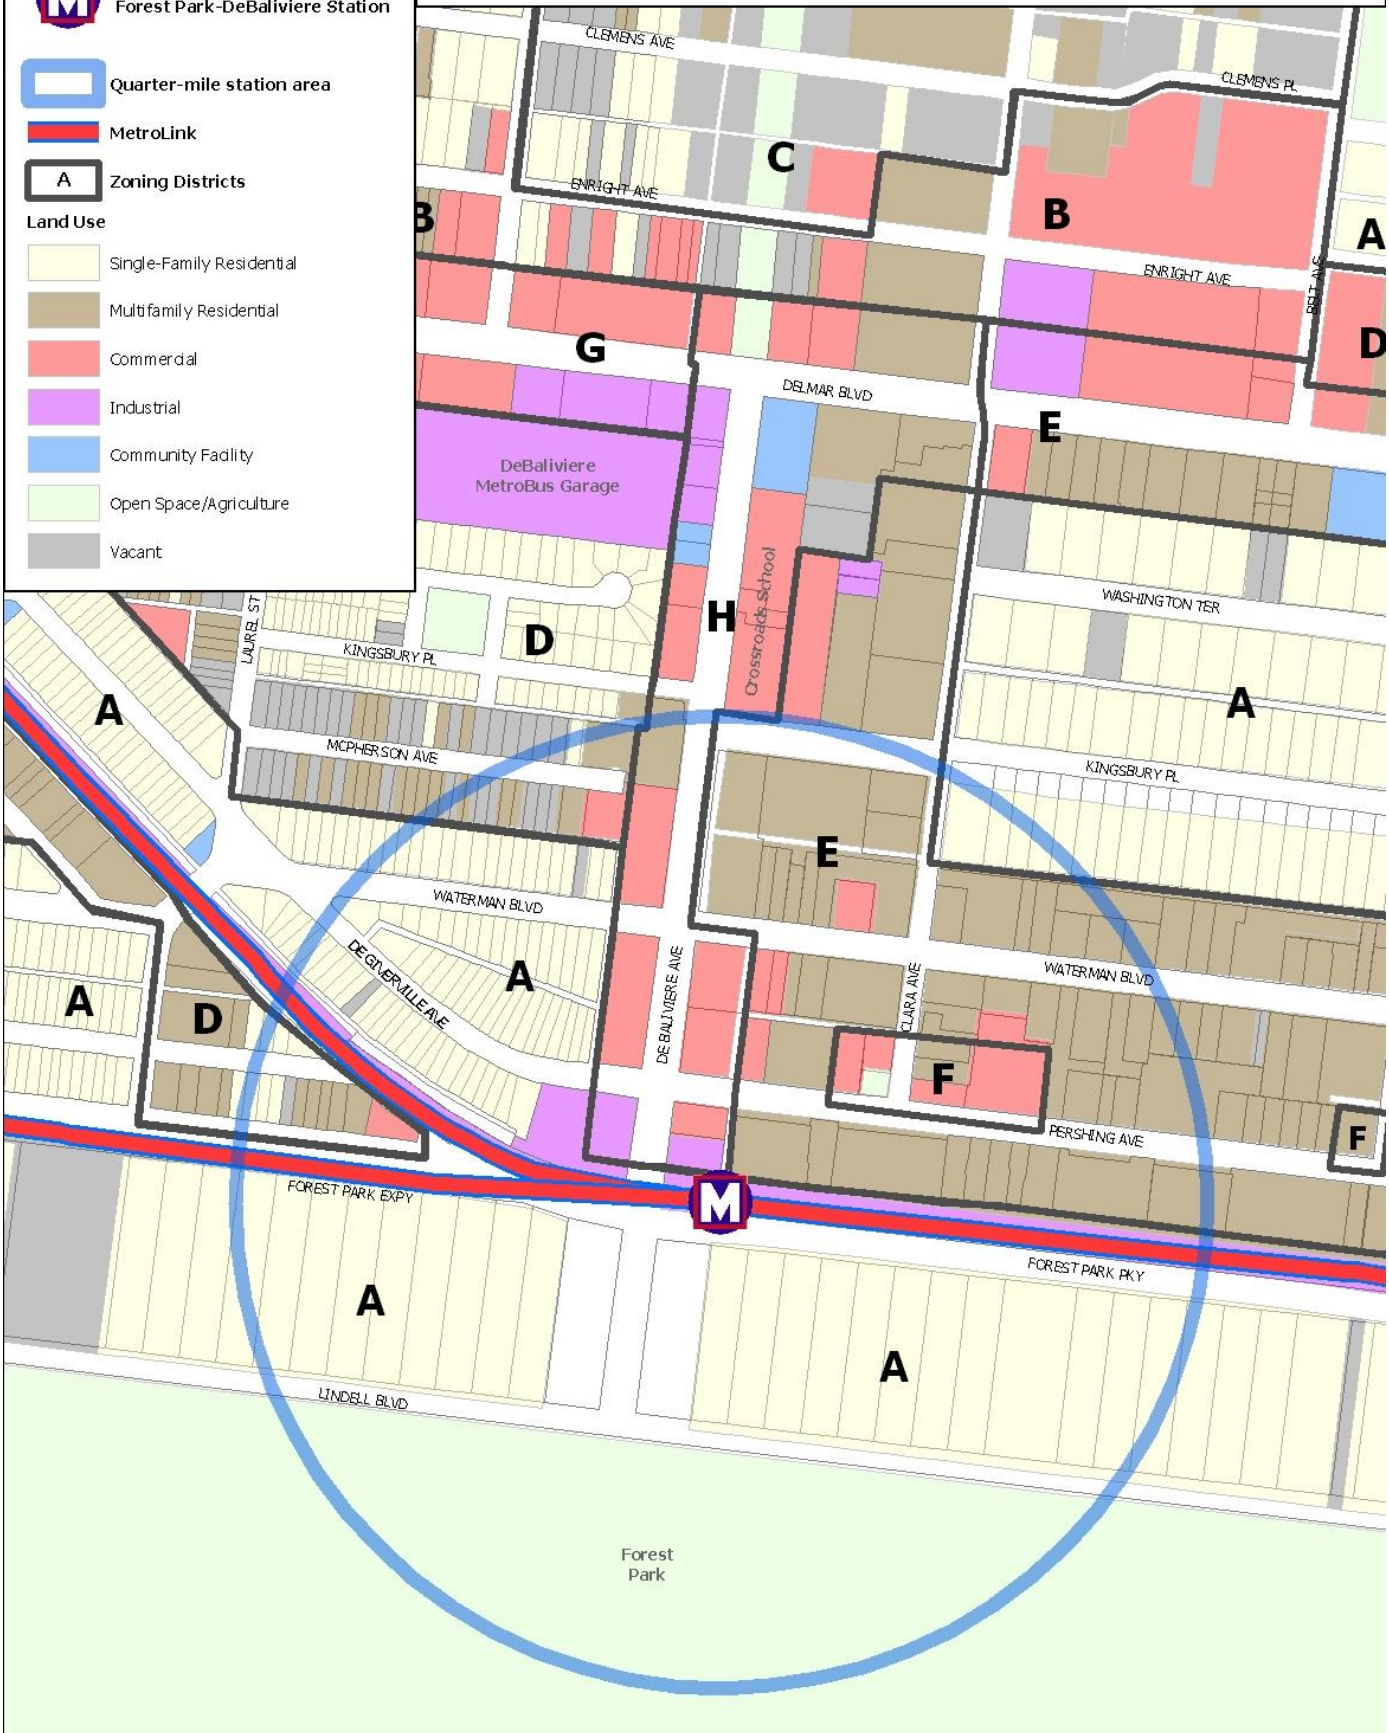 M Forest Park-DeBaliviere Station
Quarter-mile station area
MetroLink
A Zoning Districts
Land Use
Single-Family Residential
Multifamily Residential
Commercial
Industrial
Community Facility
Open Space/Agriculture
Vacant
CLEMENS AVE
CLEMENS PL
C
ENRIGHT AVE
B
B
A
ENRIGHT AVE
BELT AVE
G
D
DELMAR BLVD
E
DeBaliviere
MetroBus Garage
Crossroads School
H
D
LAUREL ST
KINGSBURY PL
WASHINGTON TER
A
A
MCPHERSON AVE
KINGSBURY PL
E
WATERMAN BLVD
DE GIVERVILLE AVE
A
DE BALIVIERE AVE
CLARA AVE
WATERMAN BLVD
A
D
F
PERSHING AVE
F
FOREST PARK EXPY
M
FOREST PARK PKY
A
A
LINDELL BLVD
Forest
Park